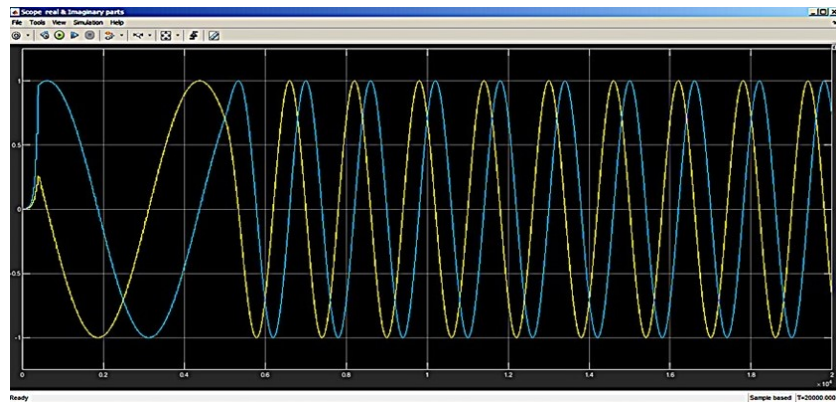 Scope real & Imaginary parts
File Tools View Simulation Help
1
0.5
0
-0.5
-1
0 0.2 0.4 0.6 0.8 1 1.2 1.4 1.6 1.8 2
Ready Sample based T=20000.000